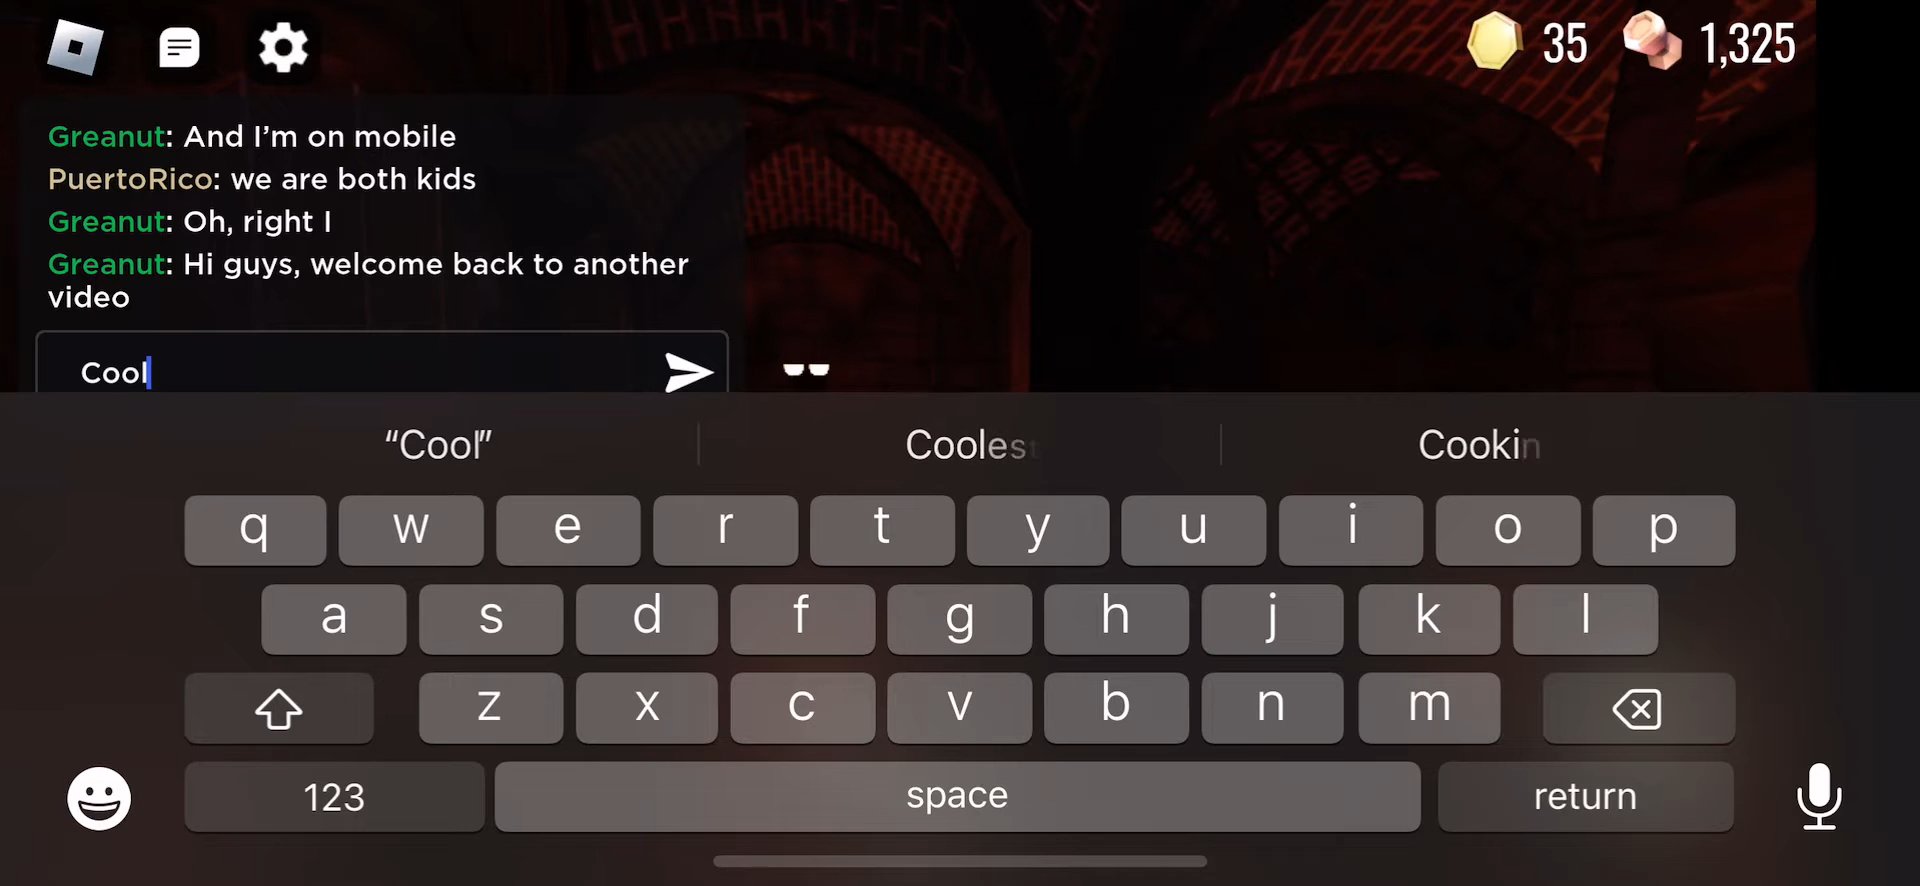 35 1,325
Greanut: And I’m on mobile
PuertoRico: we are both kids
Greanut: Oh, right I
Greanut: Hi guys, welcome back to another
video
Cool
“Cool” Coolest Cookin
q w e r t y u i o p
a s d f g h j k l
z x c v b n m
123 space return